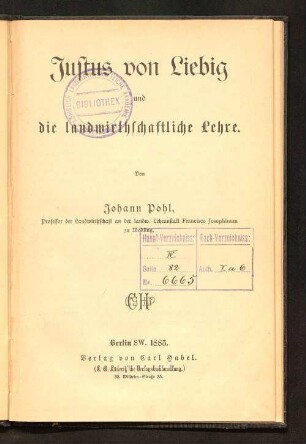 Justus von Liebig
und
die landwirthschaftliche Lehre.
BIBLIOTHEK
Von
Johann Pohl,
Professor der Landwirthschaft an der landw. Lehranstalt Francisco-Josephinum
zu Mödling.
Haupt-Verzeichniss: Fach-Verzeichniss:
W
Seite 82 Abth. I a 6
Nr. 6665
CH
Berlin SW. 1885.
Verlag von Carl Habel.
(C. G. Lüderitz'sche Verlagsbuchhandlung.)
33. Wilhelm-Straße 33.